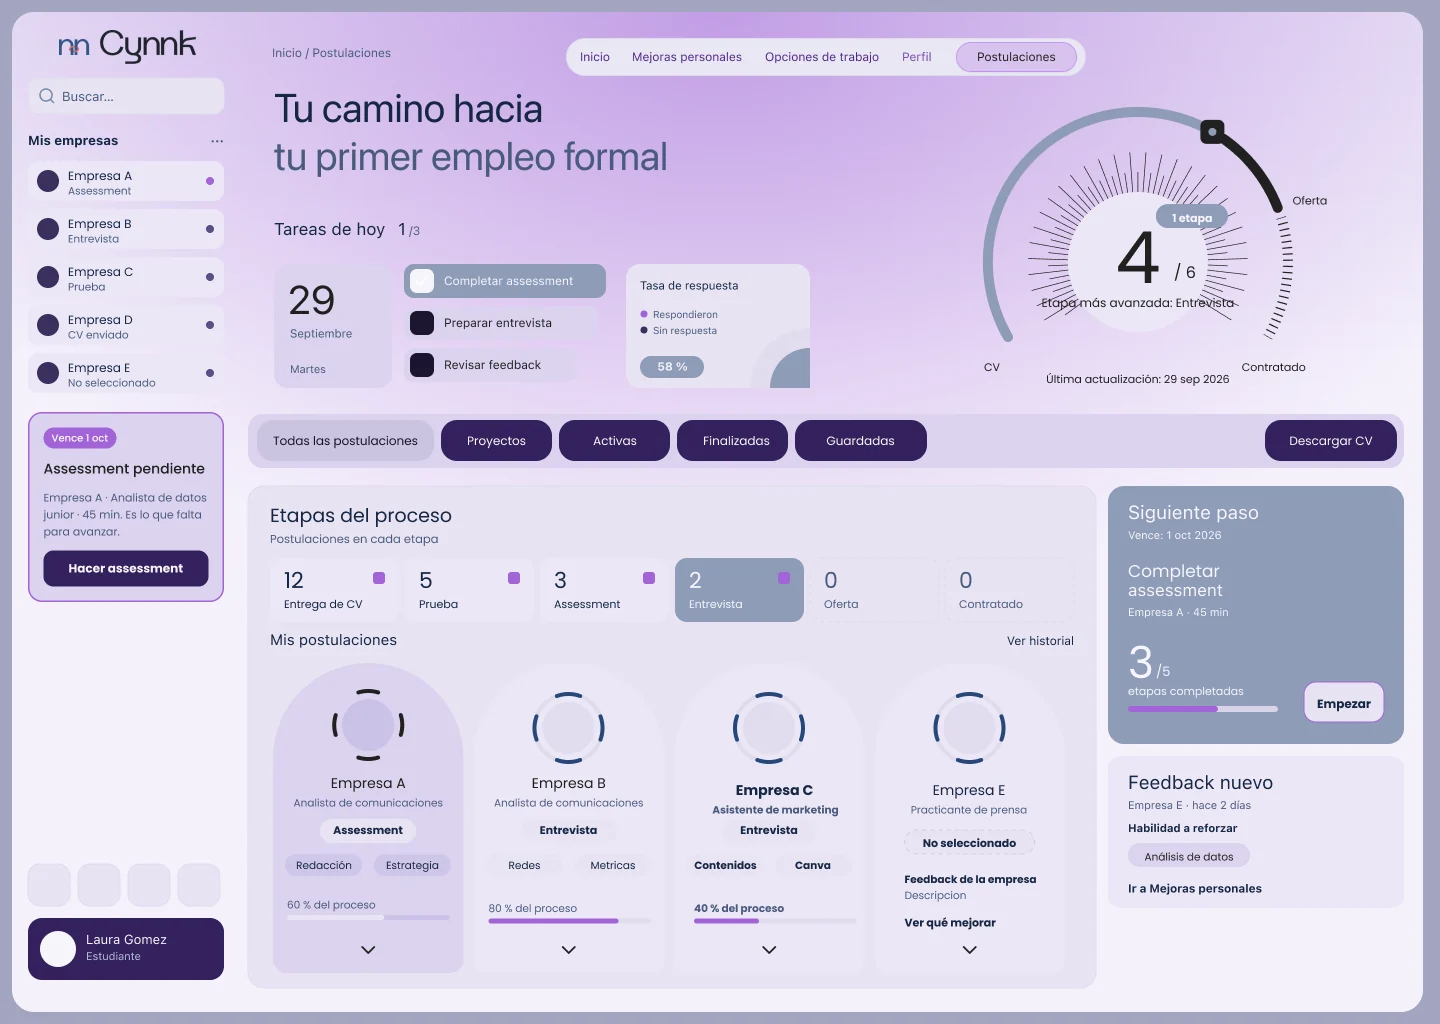 nn Cynnk
Buscar...
Mis empresas ...
Empresa A
Assessment
Empresa B
Entrevista
Empresa C
Prueba
Empresa D
CV enviado
Empresa E
No seleccionado
Vence 1 oct
Assessment pendiente
Empresa A · Analista de datos
junior · 45 min. Es lo que falta
para avanzar.
Hacer assessment
Laura Gomez
Estudiante
Inicio / Postulaciones
Inicio Mejoras personales Opciones de trabajo Perfil Postulaciones
Tu camino hacia
tu primer empleo formal
Tareas de hoy 1 /3
29
Septiembre
Martes
Completar assessment
Preparar entrevista
Revisar feedback
Tasa de respuesta
Respondieron
Sin respuesta
58 %
Oferta
1 etapa
4 / 6
Etapa más avanzada: Entrevista
CV
Contratado
Última actualización: 29 sep 2026
Todas las postulaciones Proyectos Activas Finalizadas Guardadas Descargar CV
Etapas del proceso
Postulaciones en cada etapa
12
Entrega de CV
5
Prueba
3
Assessment
2
Entrevista
0
Oferta
0
Contratado
Mis postulaciones Ver historial
Empresa A
Analista de comunicaciones
Assessment
Redacción Estrategia
60 % del proceso
Empresa B
Analista de comunicaciones
Entrevista
Redes Metricas
80 % del proceso
Empresa C
Asistente de marketing
Entrevista
Contenidos Canva
40 % del proceso
Empresa E
Practicante de prensa
No seleccionado
Feedback de la empresa
Descripcion
Ver qué mejorar
Siguiente paso
Vence: 1 oct 2026
Completar
assessment
Empresa A · 45 min
3 /5
etapas completadas
Empezar
Feedback nuevo
Empresa E · hace 2 días
Habilidad a reforzar
Análisis de datos
Ir a Mejoras personales